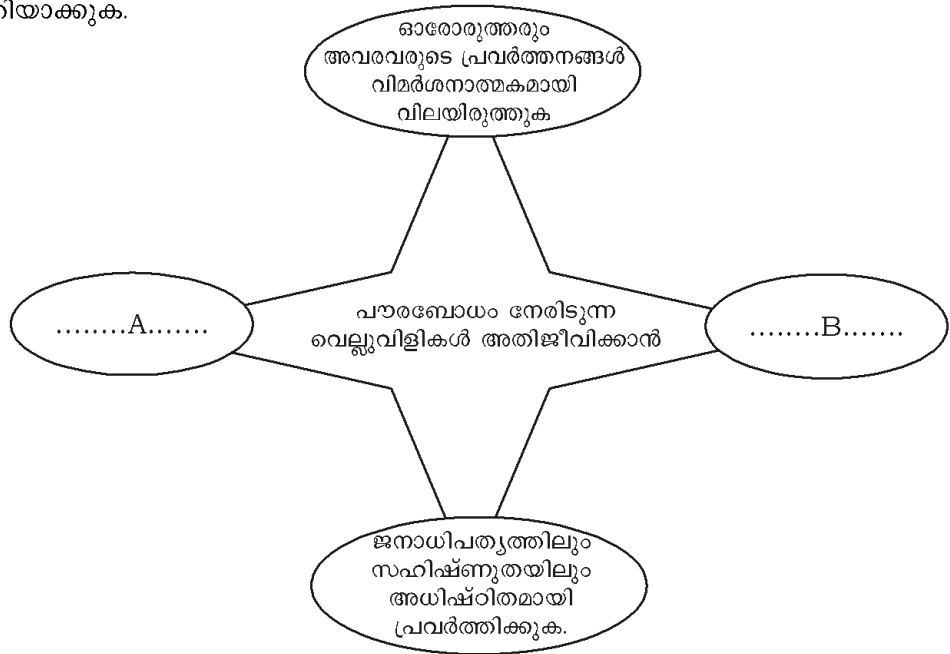 ഓരോരുത്തരും
അവരവരുടെ പ്രവർത്തനങ്ങൾ
വിമർശനാത്മകമായി
വിലയിരുത്തുക
........A.......
പൗരബോധം നേരിടുന്ന
വെല്ലുവിളികൾ അതിജീവിക്കാൻ
........B.......
ജനാധിപത്യത്തിലും
സഹിഷ്ണുതയിലും
അധിഷ്ഠിതമായി
പ്രവർത്തിക്കുക.